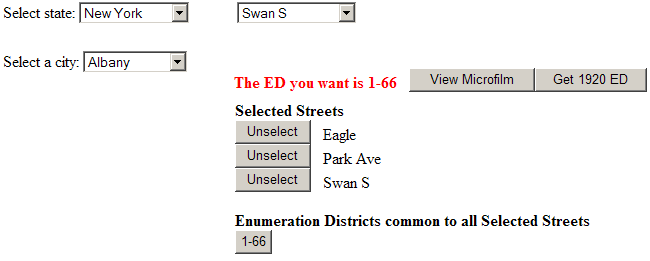 Select state: New York Swan S
Select a city: Albany
The ED you want is 1-66 View Microfilm Get 1920 ED
Selected Streets
Unselect Eagle
Unselect Park Ave
Unselect Swan S
Enumeration Districts common to all Selected Streets
1-66